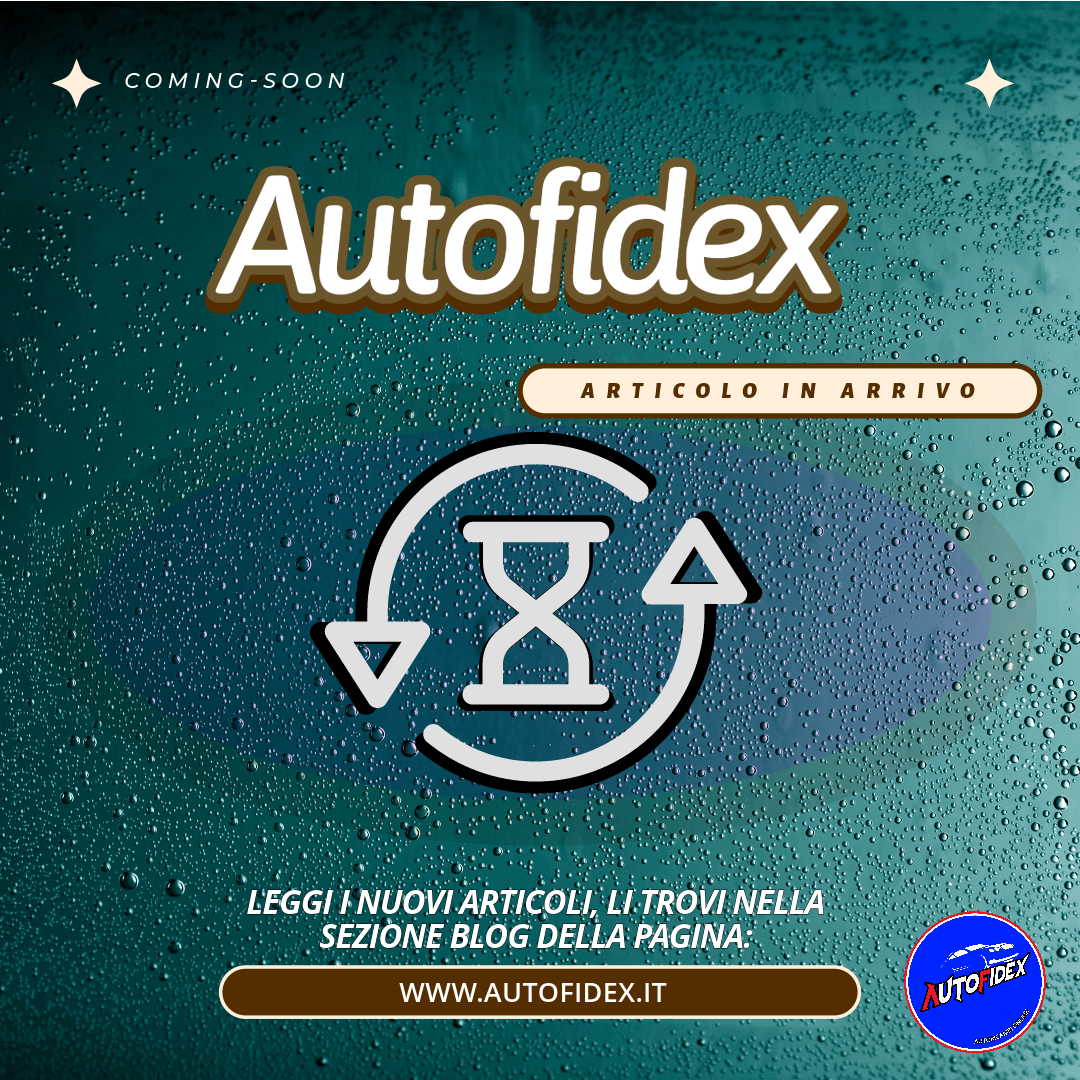 COMING-SOON
Autofidex
ARTICOLO IN ARRIVO
LEGGI I NUOVI ARTICOLI, LI TROVI NELLA
SEZIONE BLOG DELLA PAGINA:
WWW.AUTOFIDEX.IT
AUTOFIDEX